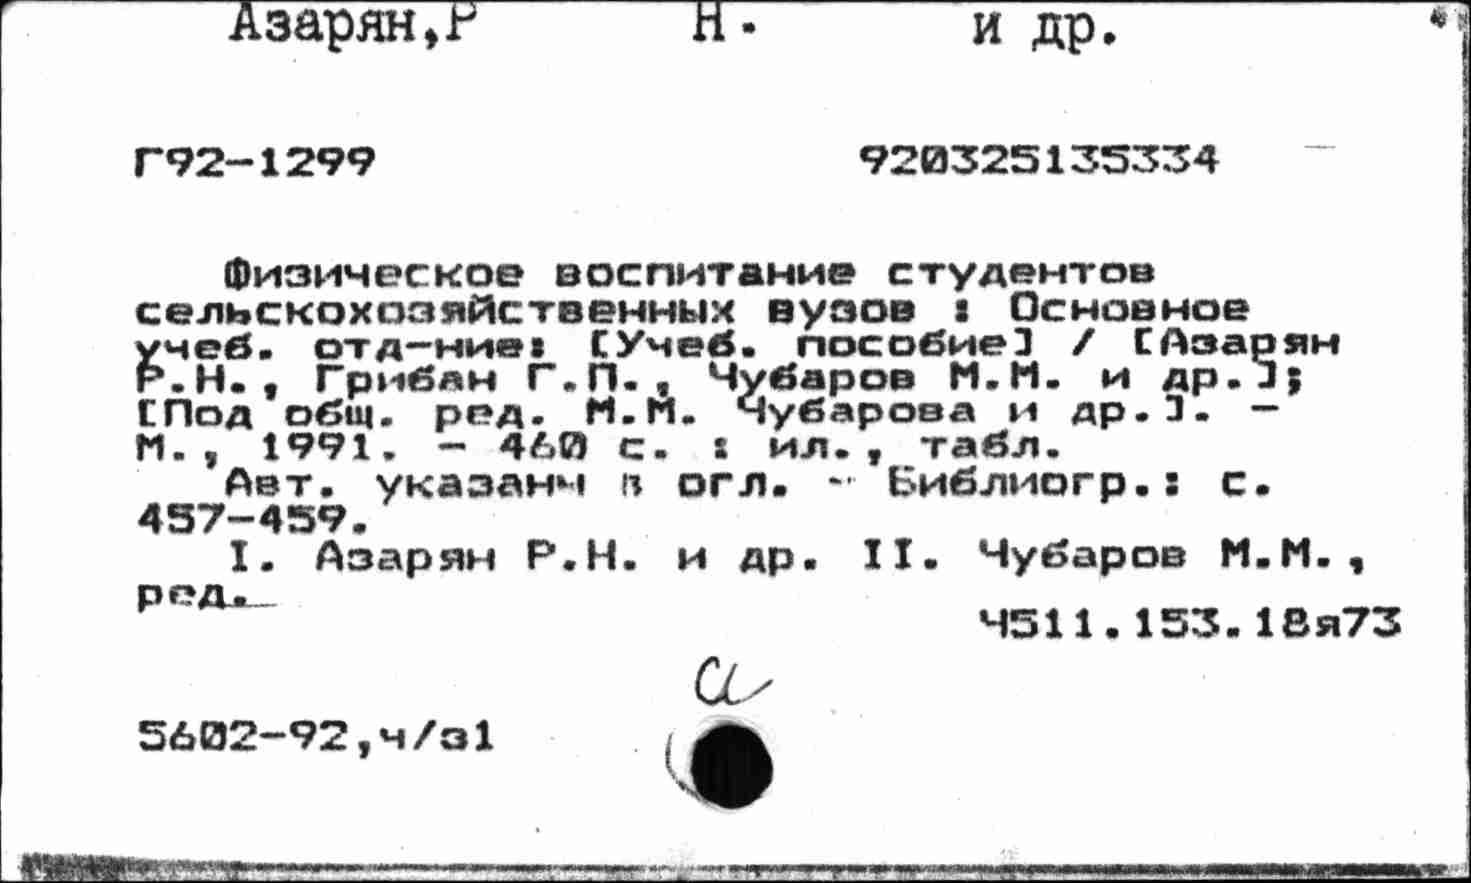 Азарян,Р Н. и др.
Г92-1299 920325135334
Физическое воспитание студентов
сельскохозяйственных вузов : Основное
учеб. отд-ние: [Учеб. пособие] / [Азарян
Р.Н., Грибан Г.П., Чубаров М.М. и др.];
[Под общ. ред. М.М. Чубарова и др.]. -
М., 1991. - 460 с. : ил., табл.
Авт. указаны в огл. - Библиогр.: с.
457-459.
I. Азарян Р.Н. и др. II. Чубаров М.М.,
ред.
Ч511.153.18я73
а
5602-92,ч/з1